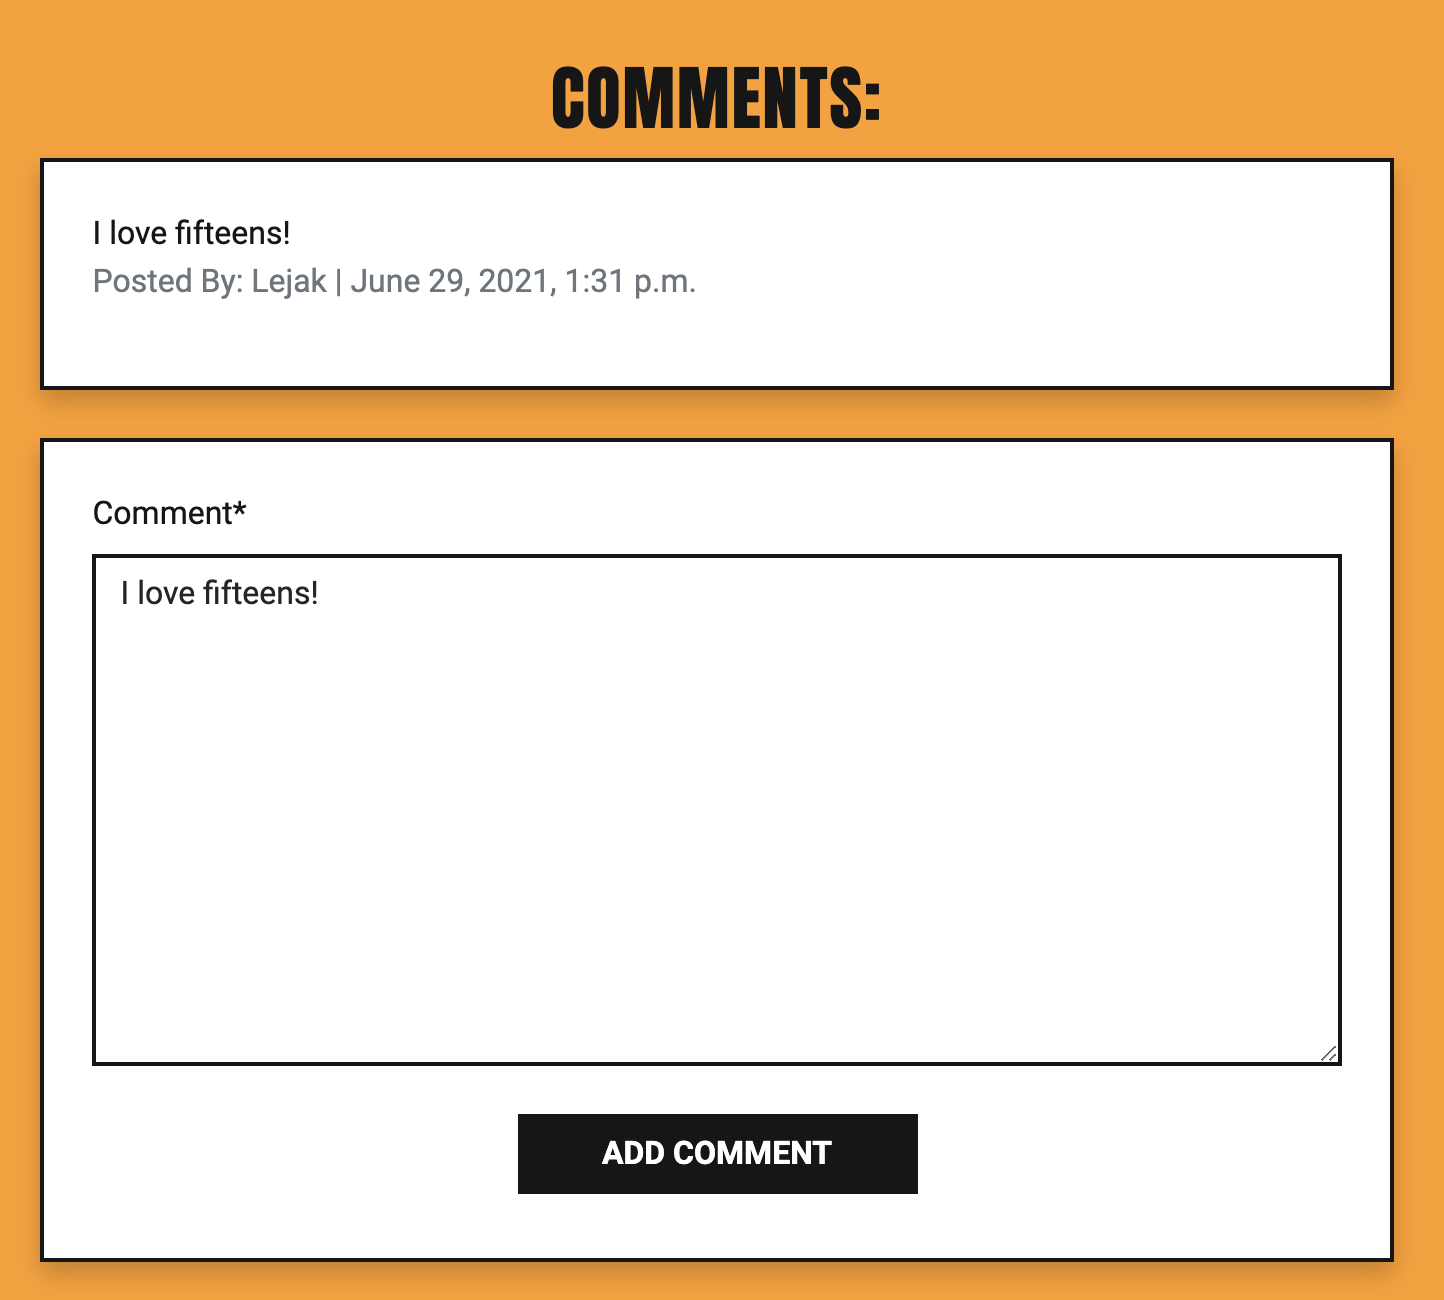 COMMENTS:
I love fifteens!
Posted By: Lejak | June 29, 2021, 1:31 p.m.
Comment*
I love fifteens!
ADD COMMENT